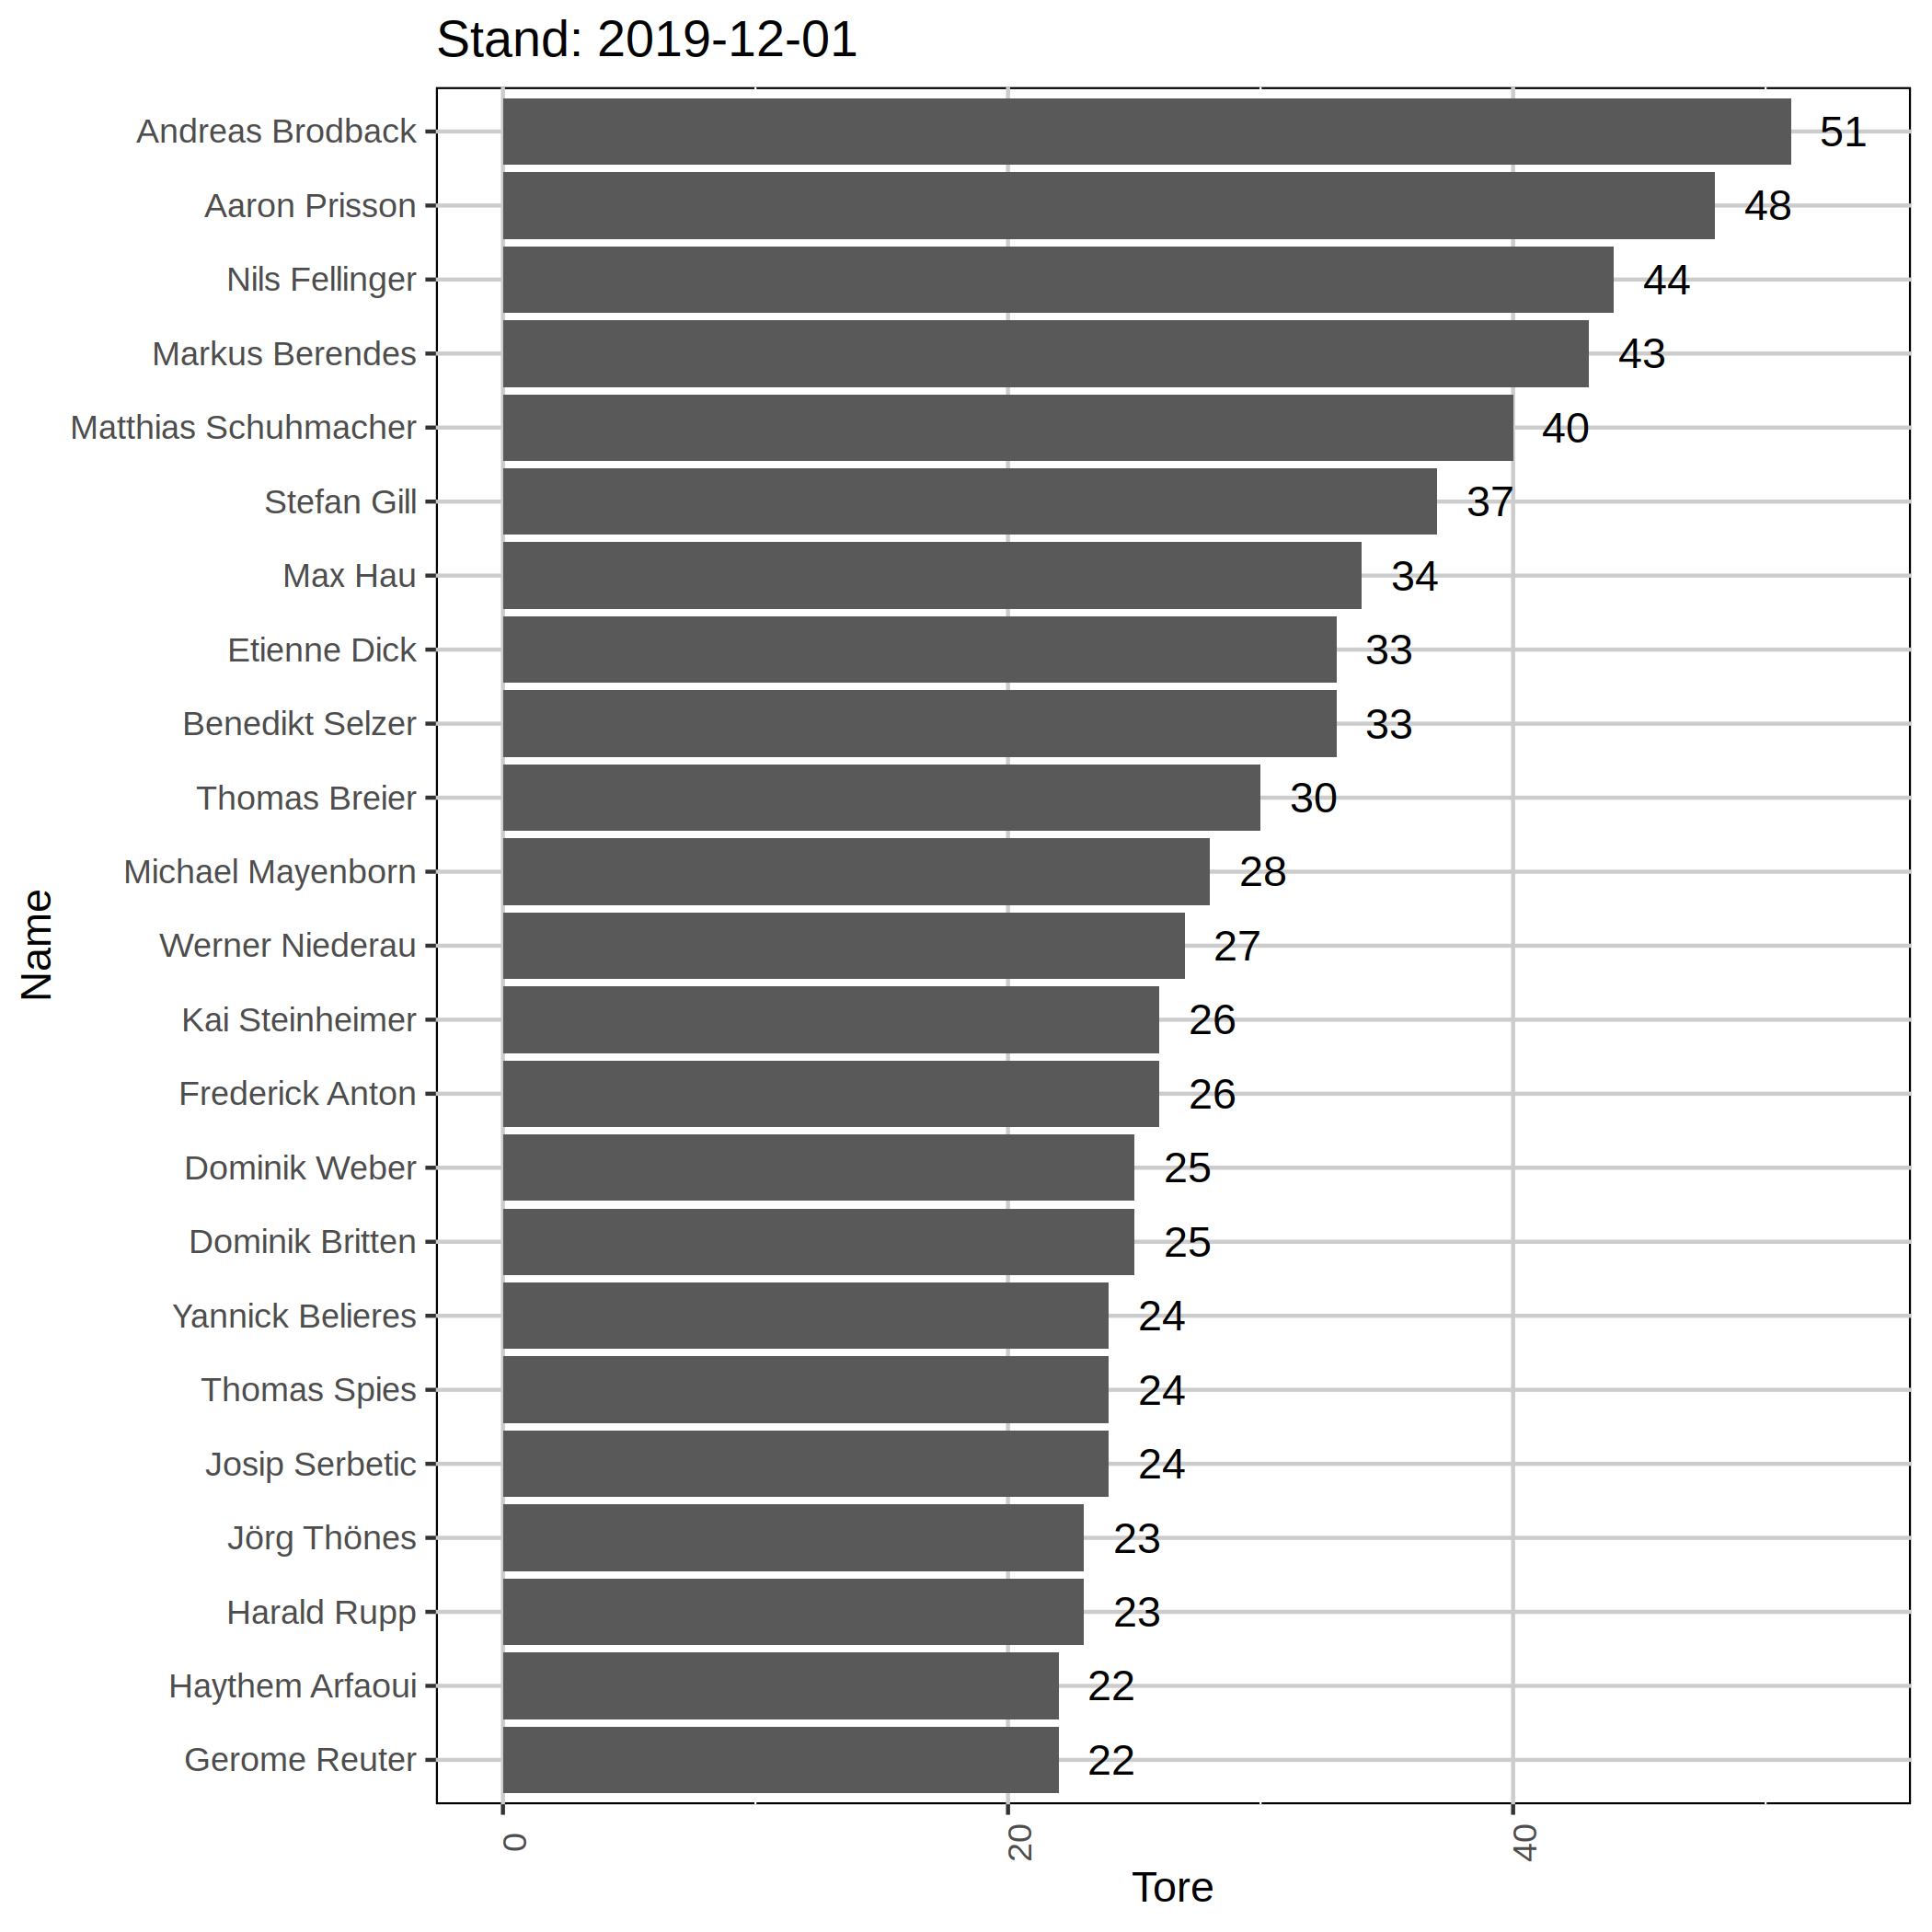 Stand: 2019-12-01
Andreas Brodback 51
Aaron Prisson 48
Nils Fellinger 44
Markus Berendes 43
Matthias Schuhmacher 40
Stefan Gill 37
Max Hau 34
Etienne Dick 33
Benedikt Selzer 33
Thomas Breier 30
Michael Mayenborn 28
Werner Niederau 27
Kai Steinheimer 26
Frederick Anton 26
Dominik Weber 25
Dominik Britten 25
Yannick Belieres 24
Thomas Spies 24
Josip Serbetic 24
Jörg Thönes 23
Harald Rupp 23
Haythem Arfaoui 22
Gerome Reuter 22
Name
0 20 40
Tore